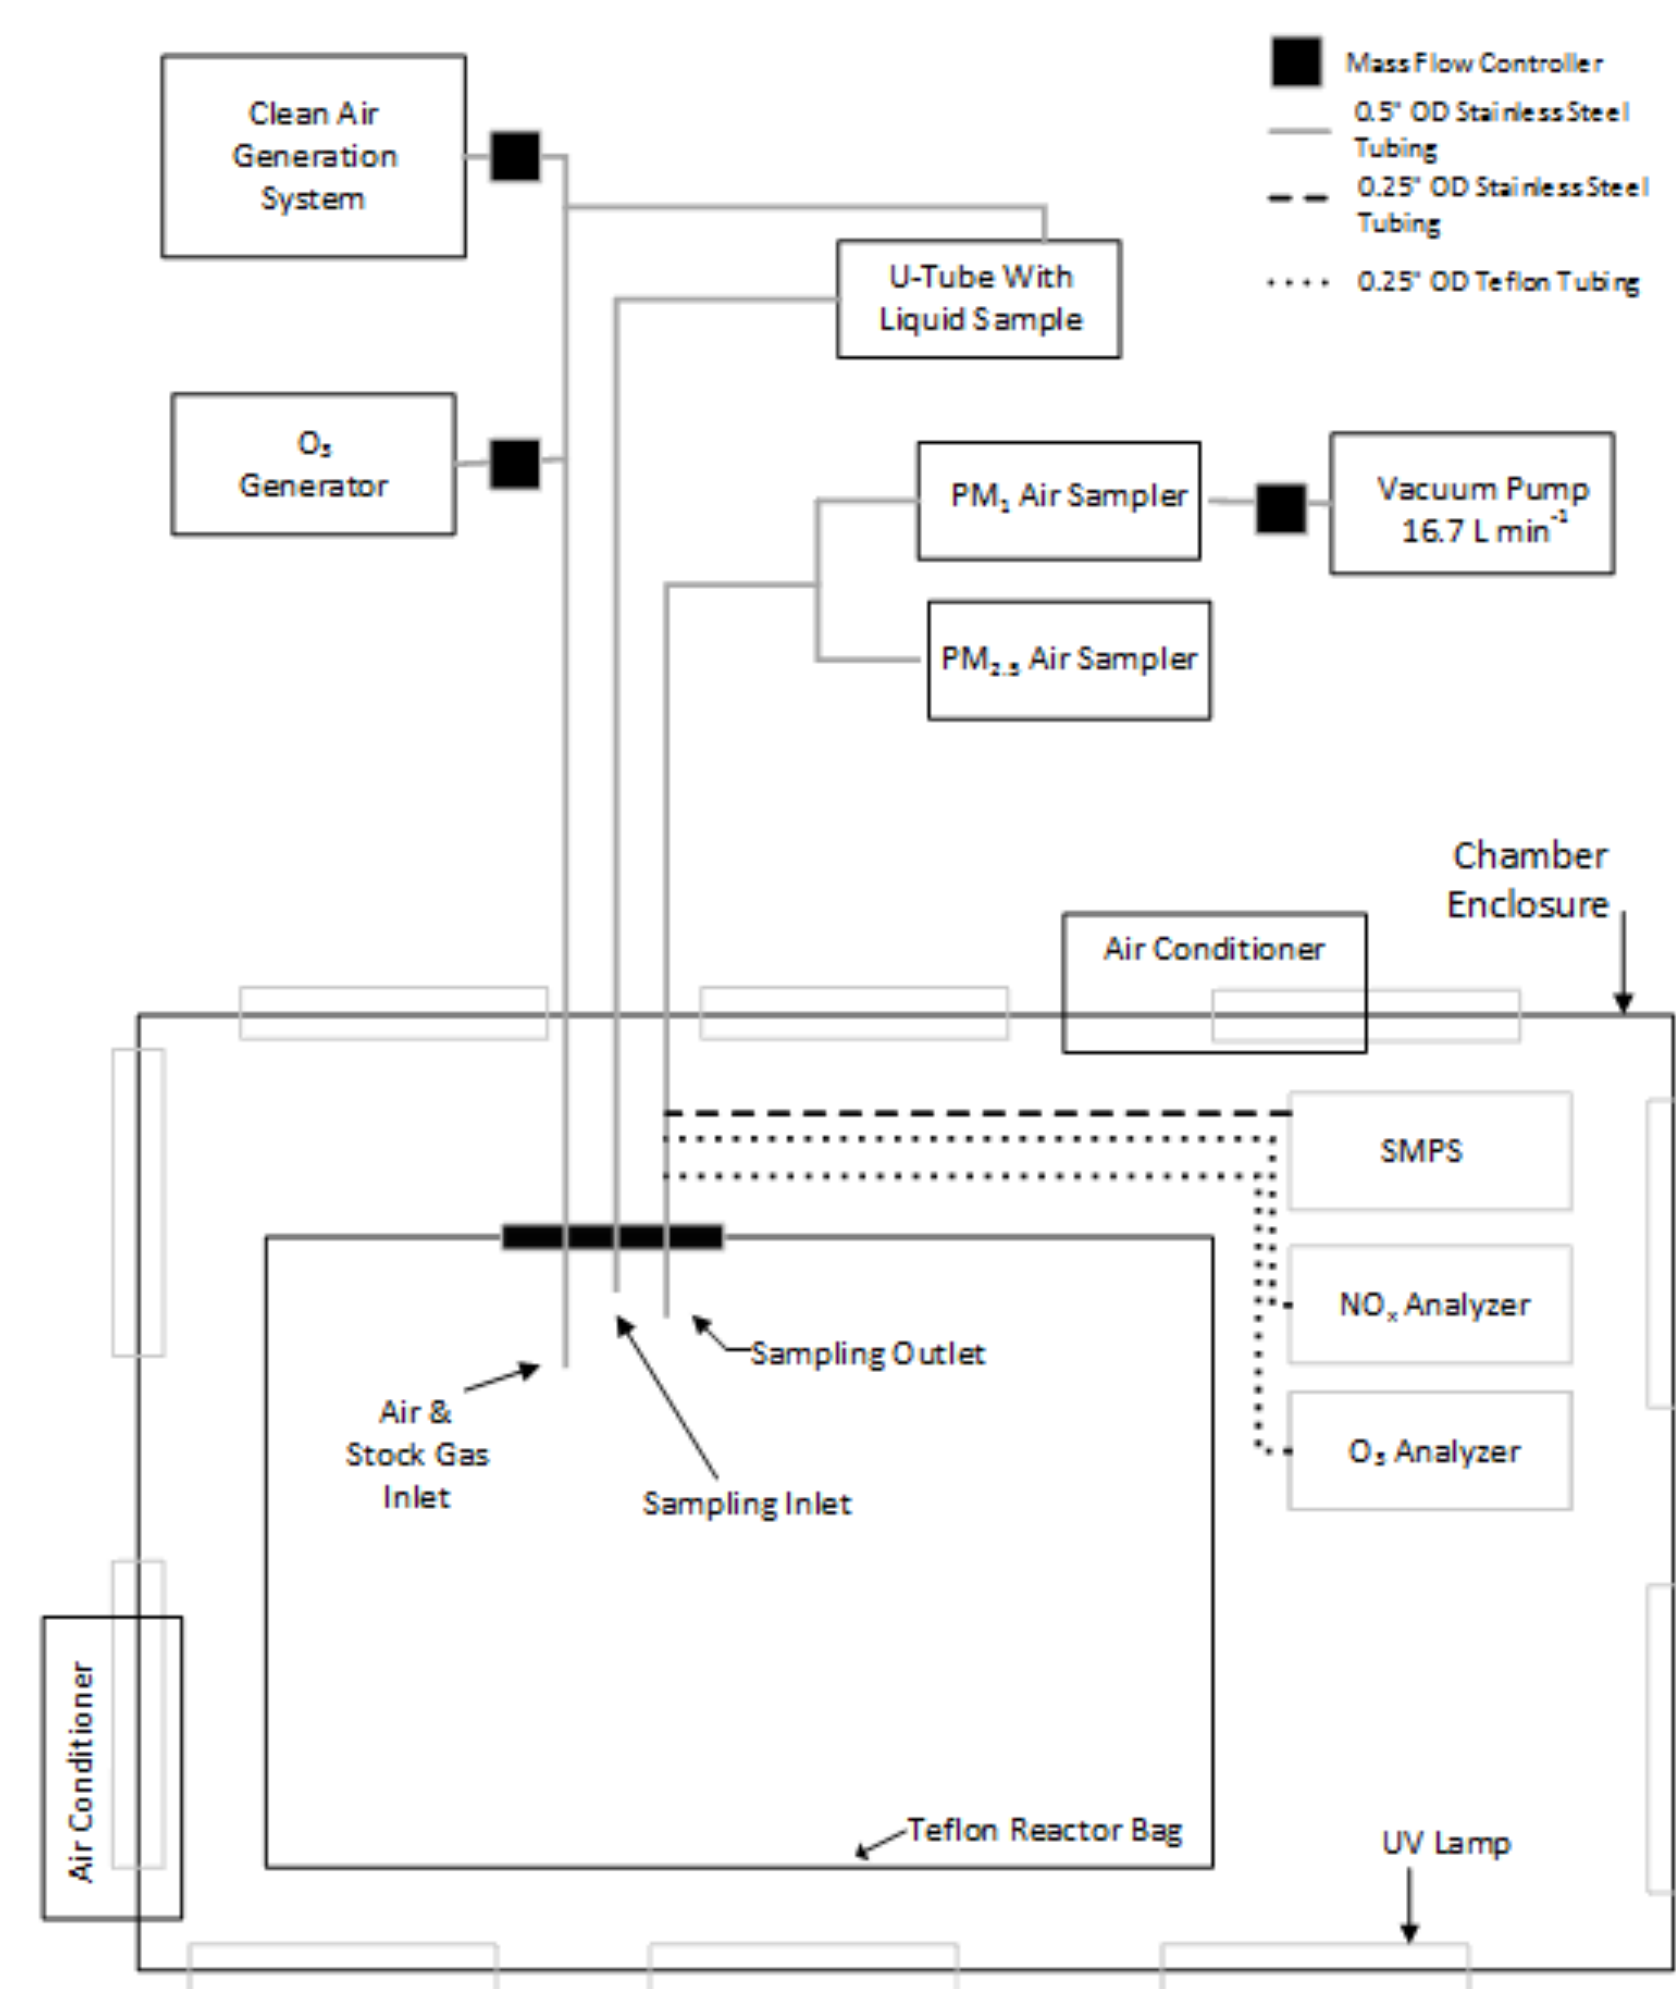 Clean Air
Generation
System
Mass Flow Controller
0.5" OD Stainless Steel
Tubing
0.25" OD Stainless Steel
Tubing
0.25" OD Teflon Tubing
U-Tube With
Liquid Sample
O₃
Generator
PM₁ Air Sampler
Vacuum Pump
16.7 L min⁻¹
PM₂.₅ Air Sampler
Chamber
Enclosure
Air Conditioner
SMPS
NOₓ Analyzer
O₃ Analyzer
Sampling Outlet
Air &
Stock Gas
Inlet
Sampling Inlet
Air Conditioner
Teflon Reactor Bag
UV Lamp